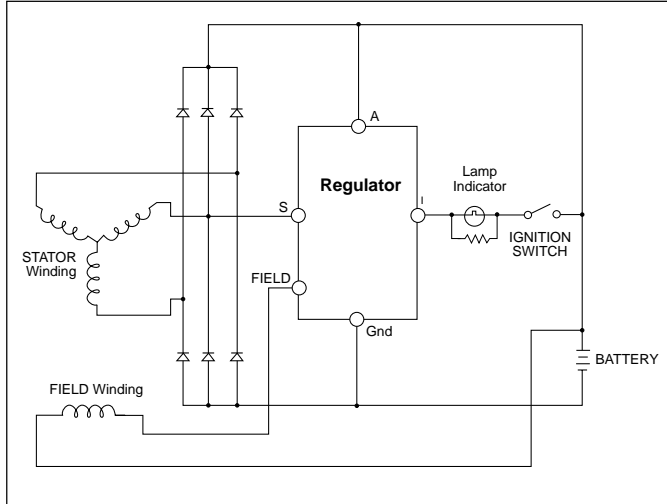 A
Regulator
Lamp
Indicator
S
I
IGNITION
SWITCH
STATOR
Winding
FIELD
Gnd
BATTERY
FIELD Winding